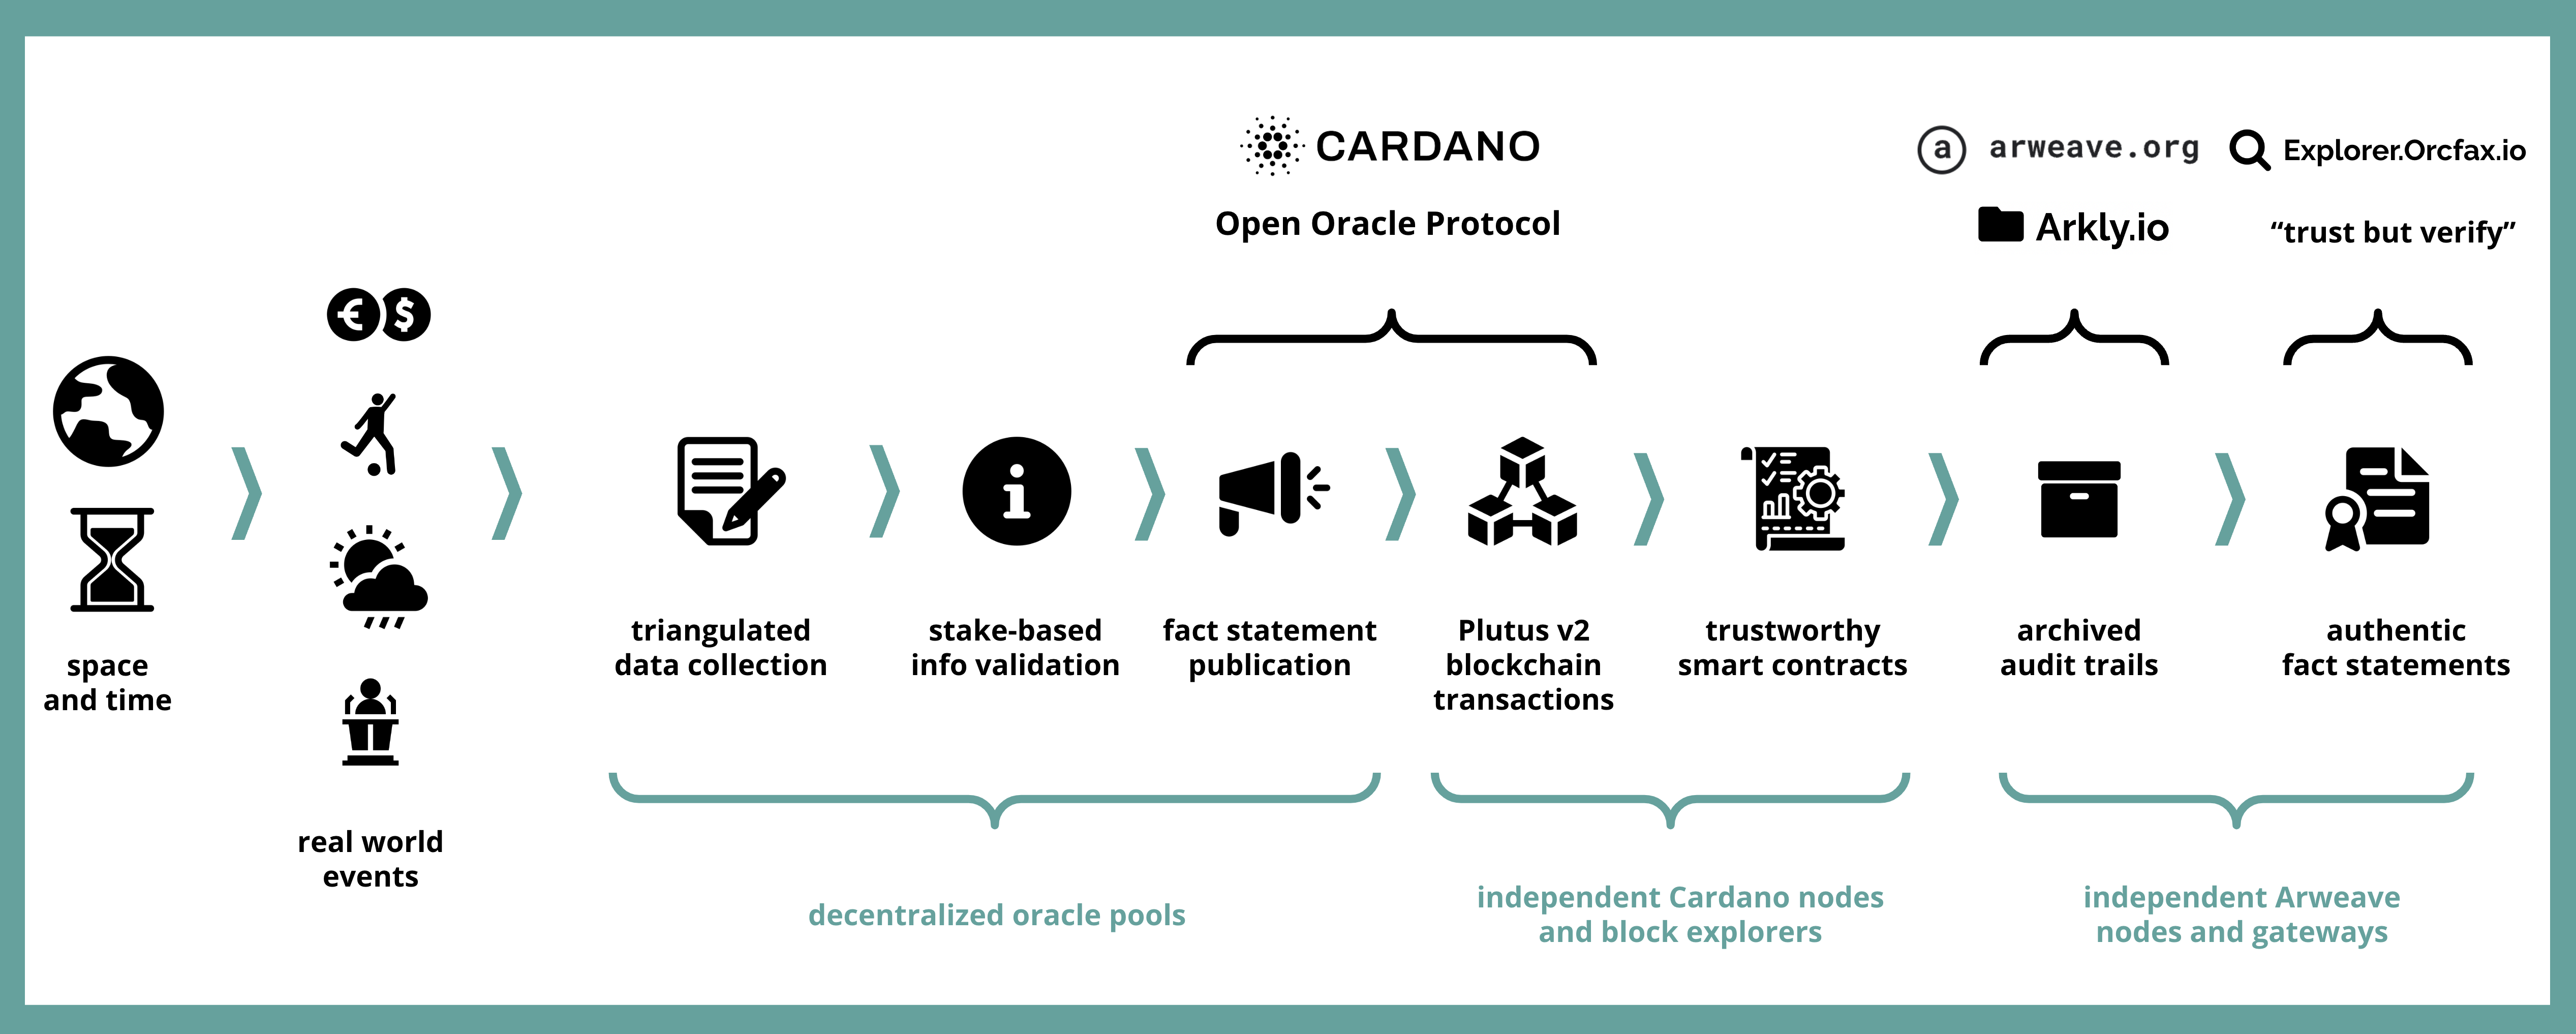 CARDANO
Open Oracle Protocol
a arweave.org
Arkly.io
Explorer.Orcfax.io
“trust but verify”
€ $
space
and time
real world
events
triangulated
data collection
i
stake-based
info validation
fact statement
publication
Plutus v2
blockchain
transactions
trustworthy
smart contracts
archived
audit trails
authentic
fact statements
decentralized oracle pools
independent Cardano nodes
and block explorers
independent Arweave
nodes and gateways